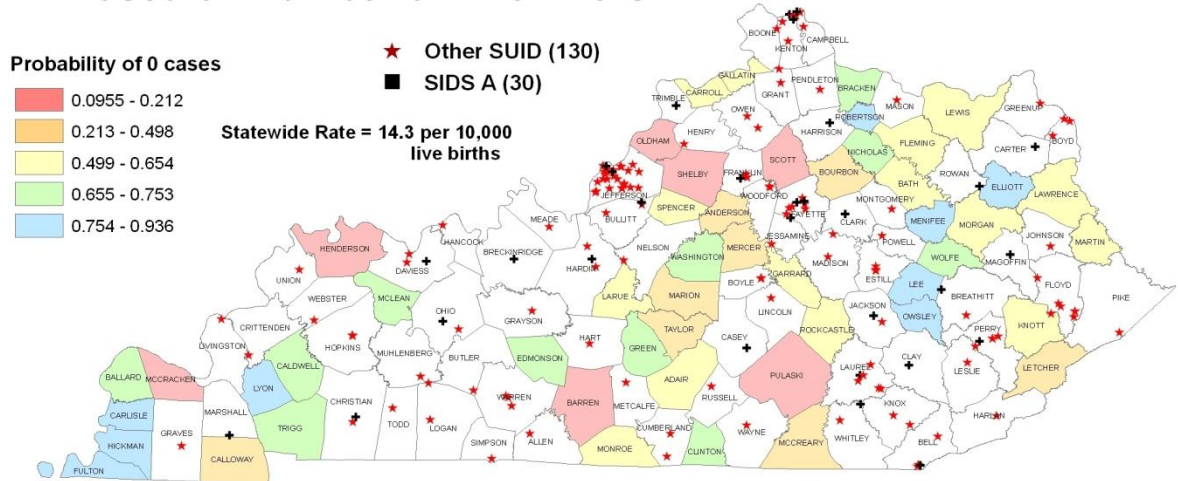 Probability of 0 cases
0.0955 - 0.212
0.213 - 0.498
0.499 - 0.654
0.655 - 0.753
0.754 - 0.936
Other SUID (130)
SIDS A (30)
Statewide Rate = 14.3 per 10,000
live births
BOONE
KENTON
CAMPBELL
GALLATIN
CARROLL
TRIMBLE
GRANT
PENDLETON
BRACKEN
MASON
LEWIS
GREENUP
OWEN
ROBERTSON
HENRY
HARRISON
OLDHAM
FLEMING
CARTER
BOYD
NICHOLAS
SHELBY
FRANKLIN
SCOTT
BOURBON
ROWAN
ELLIOTT
JEFFERSON
WOODFORD
BATH
LAWRENCE
SPENCER
FAYETTE
MONTGOMERY
MEADE
BULLITT
ANDERSON
CLARK
MENIFEE
MORGAN
JOHNSON
MARTIN
HANCOCK
JESSAMINE
POWELL
HENDERSON
DAVIESS
BRECKINRIDGE
HARDIN
NELSON
WASHINGTON
MERCER
MADISON
ESTILL
WOLFE
MAGOFFIN
UNION
GARRARD
LEE
FLOYD
WEBSTER
MCLEAN
OHIO
LARUE
MARION
BOYLE
LINCOLN
JACKSON
OWSLEY
BREATHITT
PIKE
CRITTENDEN
GRAYSON
TAYLOR
ROCKCASTLE
KNOTT
LIVINGSTON
HOPKINS
MUHLENBERG
BUTLER
HART
GREEN
CASEY
PERRY
CALDWELL
EDMONSON
CLAY
LESLIE
LETCHER
BALLARD
MCCRACKEN
LYON
ADAIR
PULASKI
LAUREL
CARLISLE
MARSHALL
CHRISTIAN
WARREN
BARREN
METCALFE
RUSSELL
KNOX
HARLAN
HICKMAN
GRAVES
TRIGG
TODD
LOGAN
SIMPSON
ALLEN
MONROE
CUMBERLAND
CLINTON
WAYNE
MCCREARY
WHITLEY
BELL
FULTON
CALLOWAY